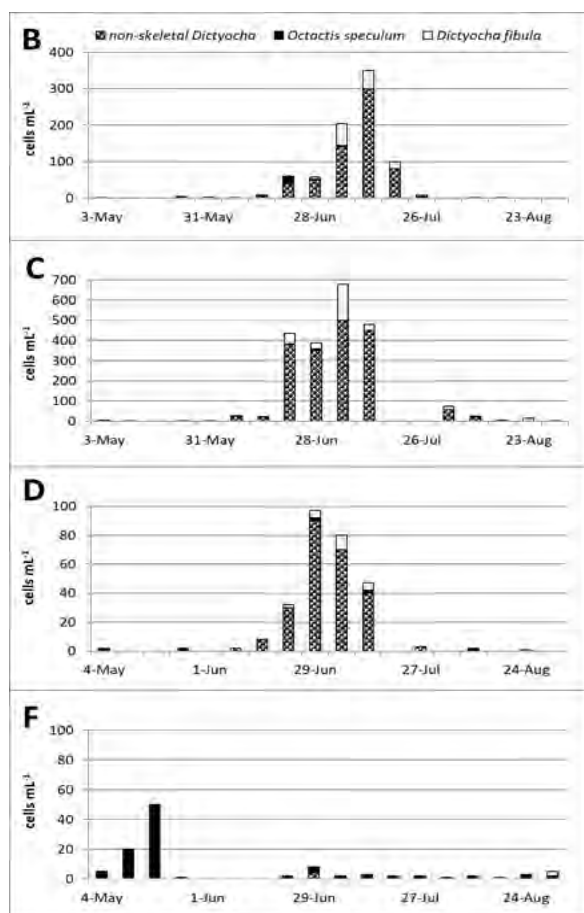 B
non-skeletal Dictyocha Octactis speculum Dictyocha fibula
cells mL-1
400
300
200
100
0
3-May 31-May 28-Jun 26-Jul 23-Aug
C
cells mL-1
700
600
500
400
300
200
100
0
3-May 31-May 28-Jun 26-Jul 23-Aug
D
cells mL-1
100
80
60
40
20
0
4-May 1-Jun 29-Jun 27-Jul 24-Aug
F
cells mL-1
100
80
60
40
20
0
4-May 1-Jun 29-Jun 27-Jul 24-Aug